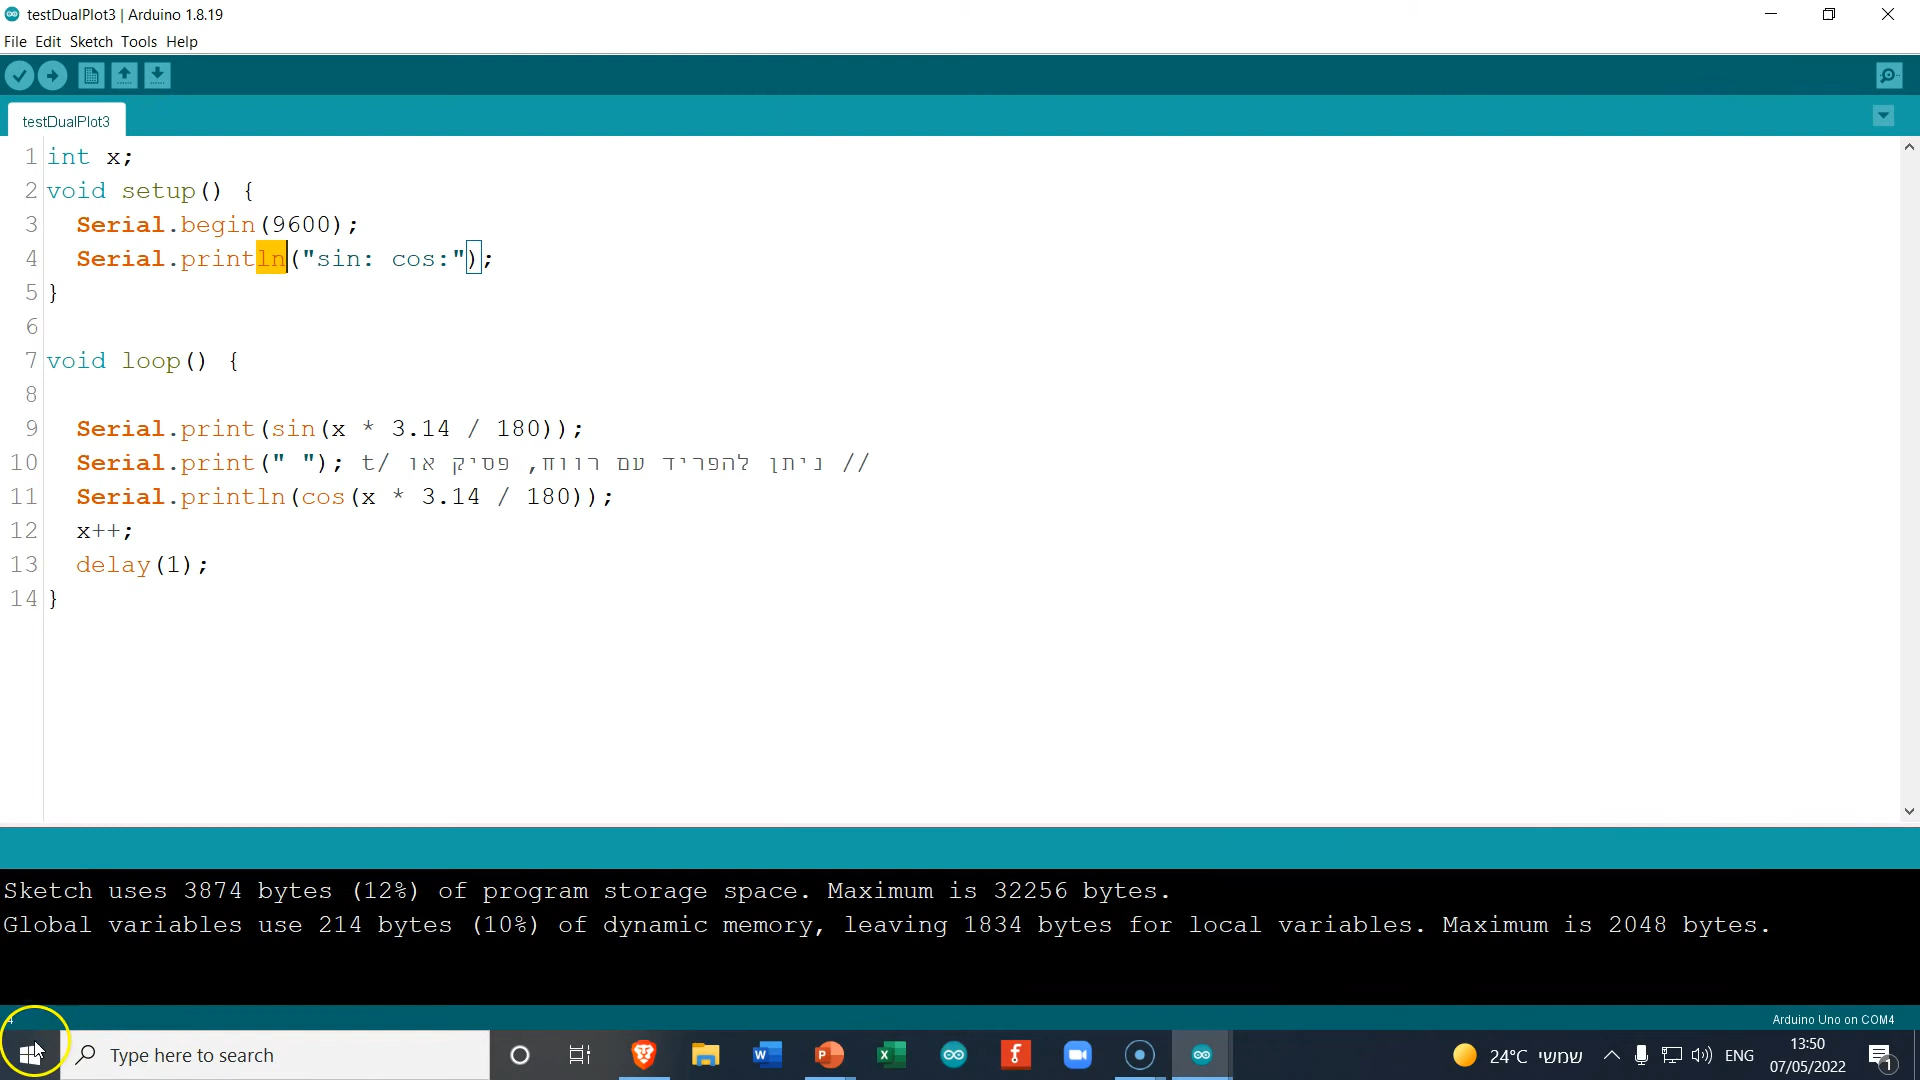 testDualPlot3 | Arduino 1.8.19
File Edit Sketch Tools Help
testDualPlot3
1 int x;
2 void setup() {
3 Serial.begin(9600);
4 Serial.println("sin: cos:");
5 }
6
7 void loop() {
8
9 Serial.print(sin(x * 3.14 / 180));
10 Serial.print(" "); // ניתן להפריד עם רווח, פסיק או /t
11 Serial.println(cos(x * 3.14 / 180));
12 x++;
13 delay(1);
14 }
Sketch uses 3874 bytes (12%) of program storage space. Maximum is 32256 bytes.
Global variables use 214 bytes (10%) of dynamic memory, leaving 1834 bytes for local variables. Maximum is 2048 bytes.
4
Arduino Uno on COM4
Type here to search
24°C שמשי
ENG
13:50
07/05/2022
1